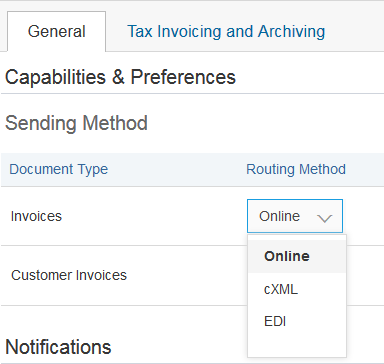 General Tax Invoicing and Archiving
Capabilities & Preferences
Sending Method
Document Type Routing Method
Invoices Online
Online
Customer Invoices cXML
EDI
Notifications